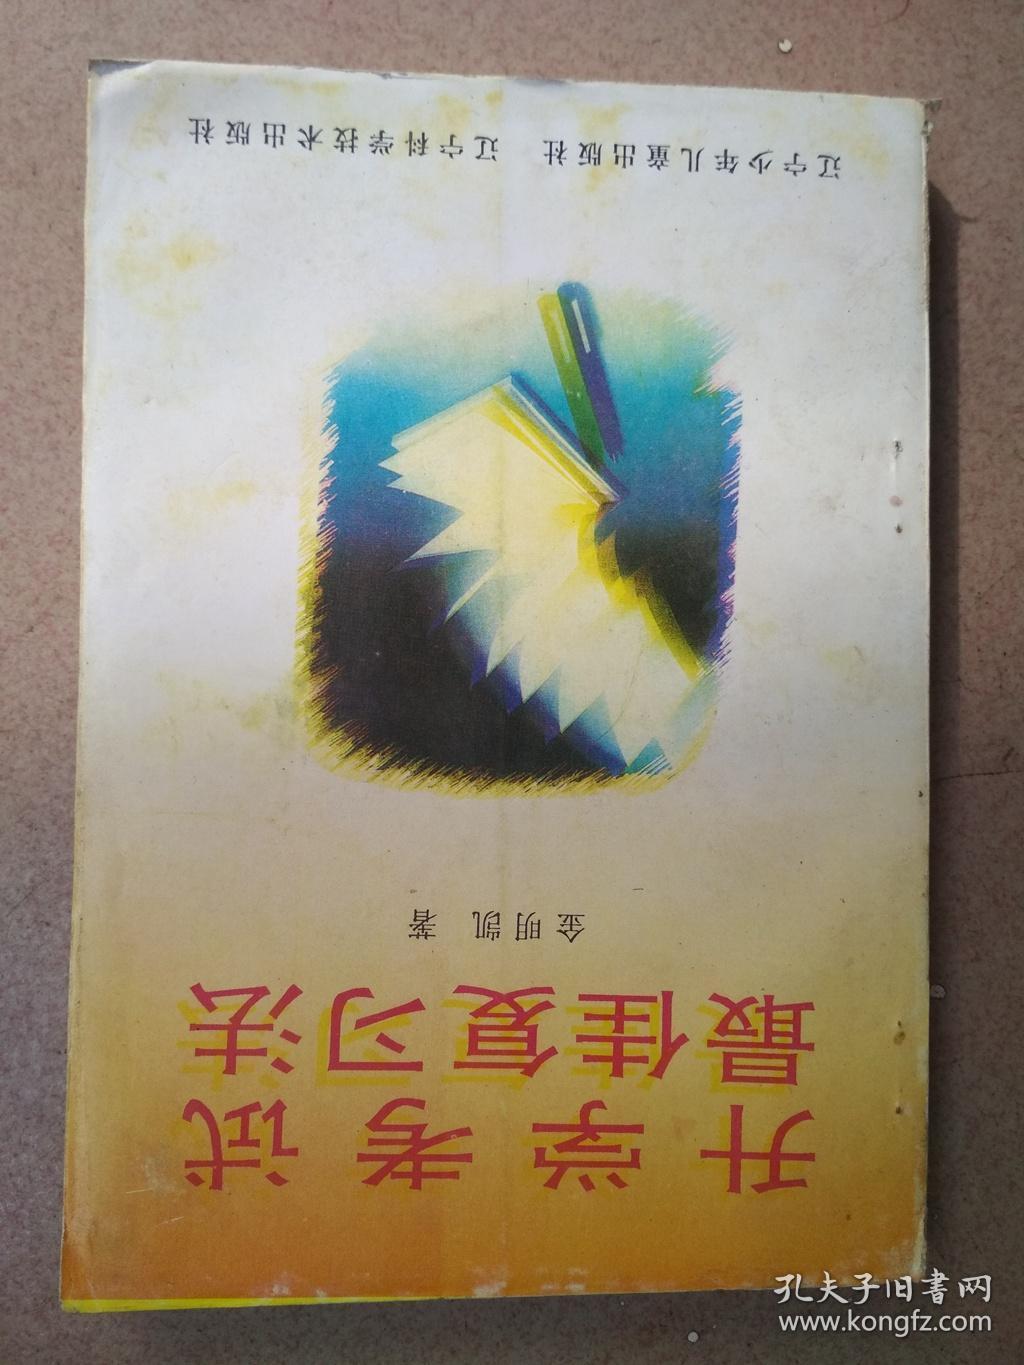 升学考试
最佳复习法
金明凯 著
辽宁少年儿童出版社 辽宁科学技术出版社
孔夫子旧书网
www.kongfz.com